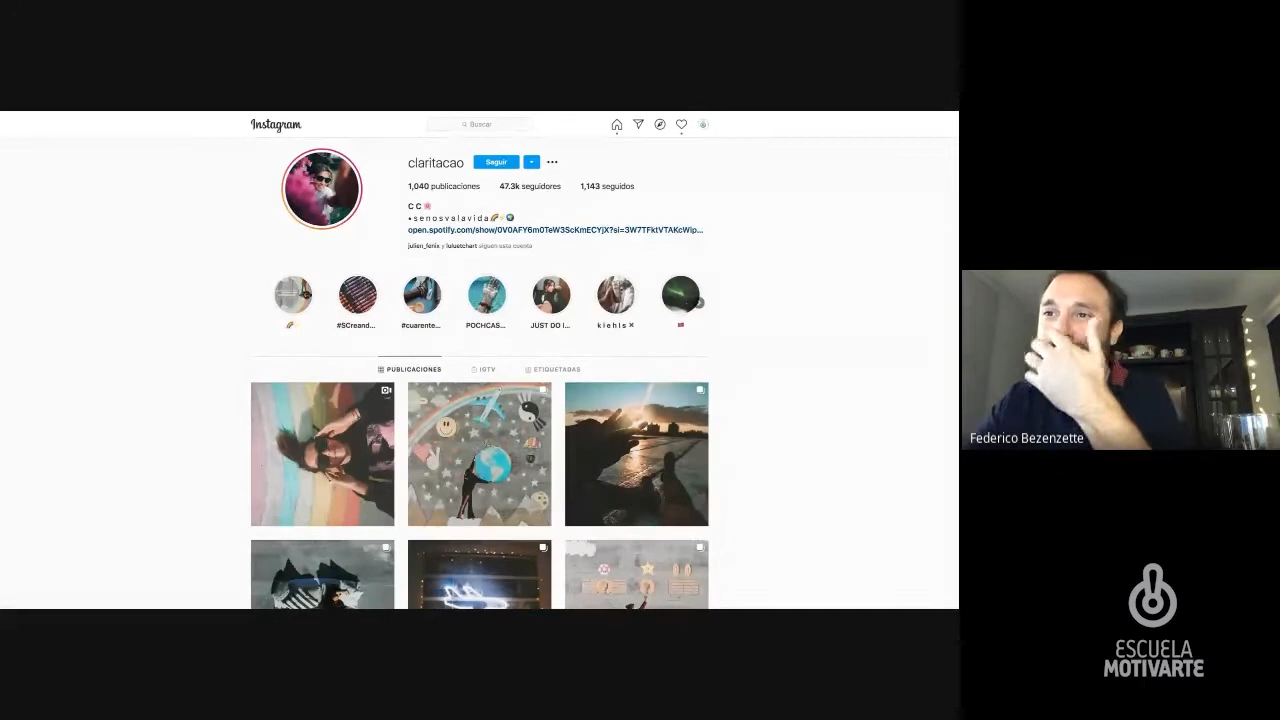 Instagram
Buscar
claritacao
Seguir
1,040 publicaciones 47.3k seguidores 1,143 seguidos
C C
• s e n o s v a l a v i d a
open.spotify.com/show/0V0AFY6m0TeW3ScKmECYjX?si=3W7TFktVTAKcWip...
julien_fenix y luluetchart siguen esta cuenta
#SCreand... #cuarente... POCHCAS... JUST DO I... k i e h l s
PUBLICACIONES IGTV ETIQUETADAS
Federico Bezenzette
ESCUELA
MOTIVARTE